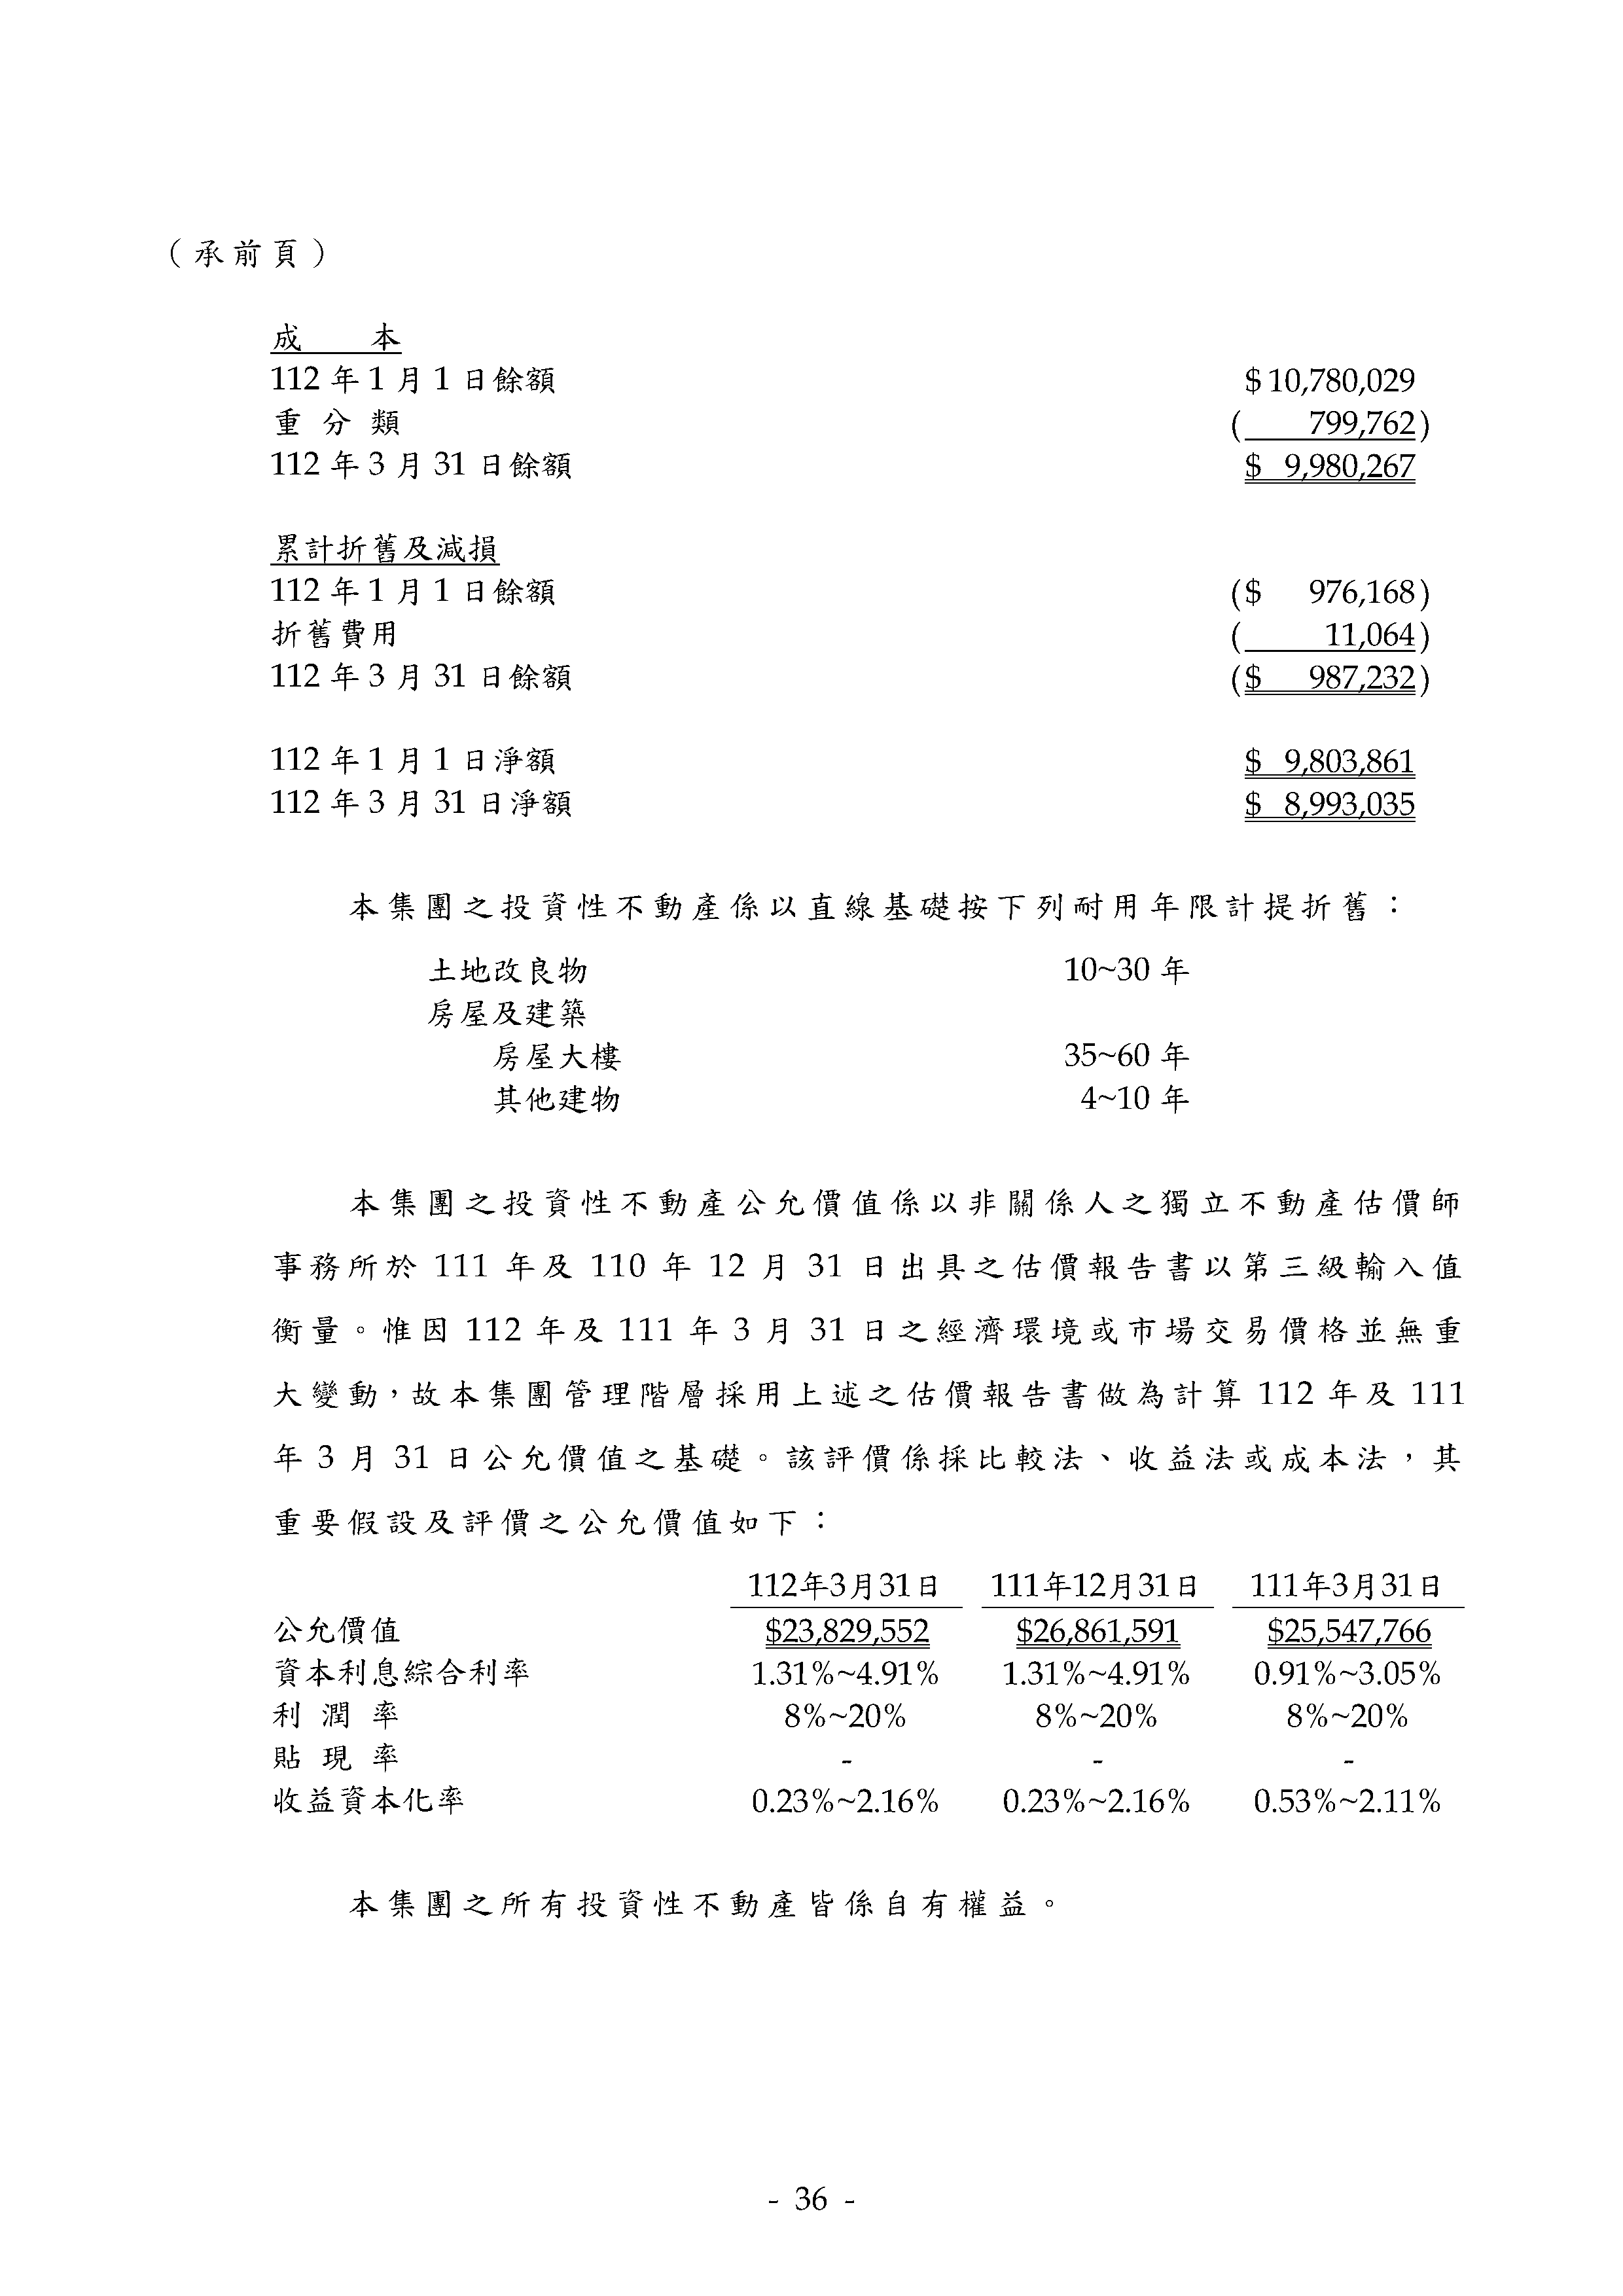 （承前頁）
成　　本
112 年 1 月 1 日餘額 $ 10,780,029
重 分 類 ( 799,762)
112 年 3 月 31 日餘額 $ 9,980,267
累計折舊及減損
112 年 1 月 1 日餘額 ($ 976,168)
折舊費用 ( 11,064)
112 年 3 月 31 日餘額 ($ 987,232)
112 年 1 月 1 日淨額 $ 9,803,861
112 年 3 月 31 日淨額 $ 8,993,035
本集團之投資性不動產係以直線基礎按下列耐用年限計提折舊：
土地改良物 10~30 年
房屋及建築
房屋大樓 35~60 年
其他建物 4~10 年
本集團之投資性不動產公允價值係以非關係人之獨立不動產估價師
事務所於 111 年及 110 年 12 月 31 日出具之估價報告書以第三級輸入值
衡量。惟因 112 年及 111 年 3 月 31 日之經濟環境或市場交易價格並無重
大變動，故本集團管理階層採用上述之估價報告書做為計算 112 年及 111
年 3 月 31 日公允價值之基礎。該評價係採比較法、收益法或成本法，其
重要假設及評價之公允價值如下：
112年3月31日 111年12月31日 111年3月31日
公允價值 $23,829,552 $26,861,591 $25,547,766
資本利息綜合利率 1.31%~4.91% 1.31%~4.91% 0.91%~3.05%
利 潤 率 8%~20% 8%~20% 8%~20%
貼 現 率 - - -
收益資本化率 0.23%~2.16% 0.23%~2.16% 0.53%~2.11%
本集團之所有投資性不動產皆係自有權益。
- 36 -